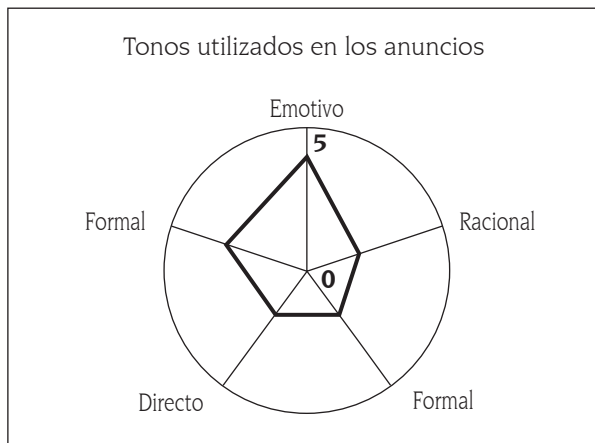 Tonos utilizados en los anuncios
Emotivo
5
Formal
Racional
0
Directo
Formal